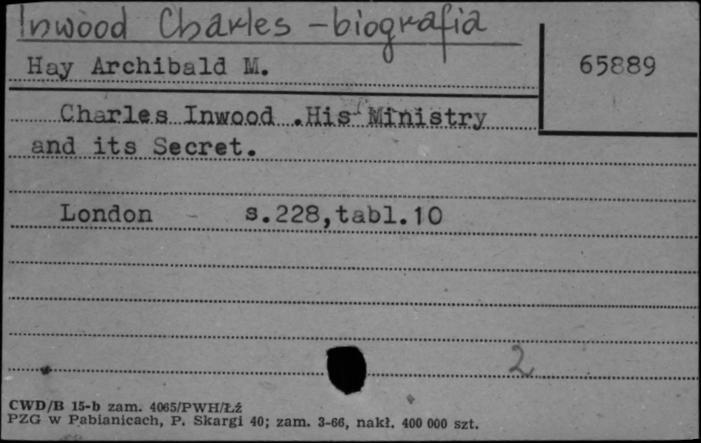 Inwood Charles - biografia
Hay Archibald M.
65889
Charles Inwood .His Ministry
and its Secret.
London - s.228,tabl.10
2
CWD/B 15-b zam. 4065/PWH/Łź
PZG w Pabianicach, P. Skargi 40; zam. 3-66, nakł. 400 000 szt.